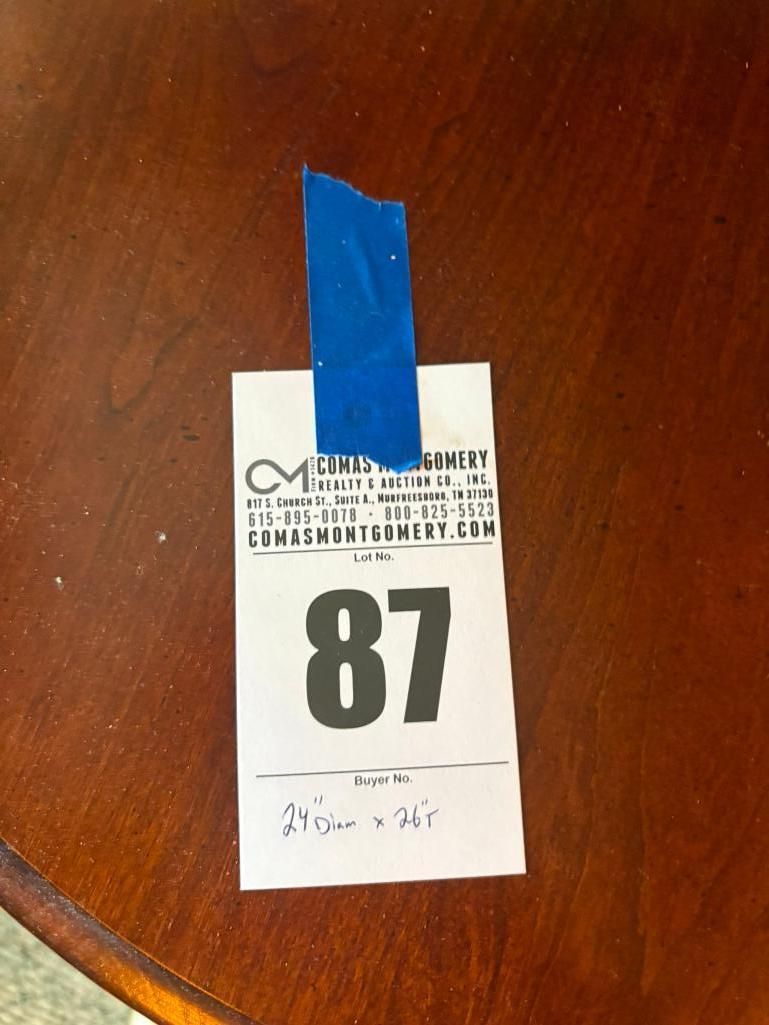 CM
COMAS M GOMERY
REALTY & AUCTION CO., INC.
817 S. CHURCH ST., SUITE A., MURFREESBORO, TN 37130
615-895-0078 · 800-825-5523
COMASMONTGOMERY.COM
Lot No.
87
Buyer No.
24" Diam x 26"T